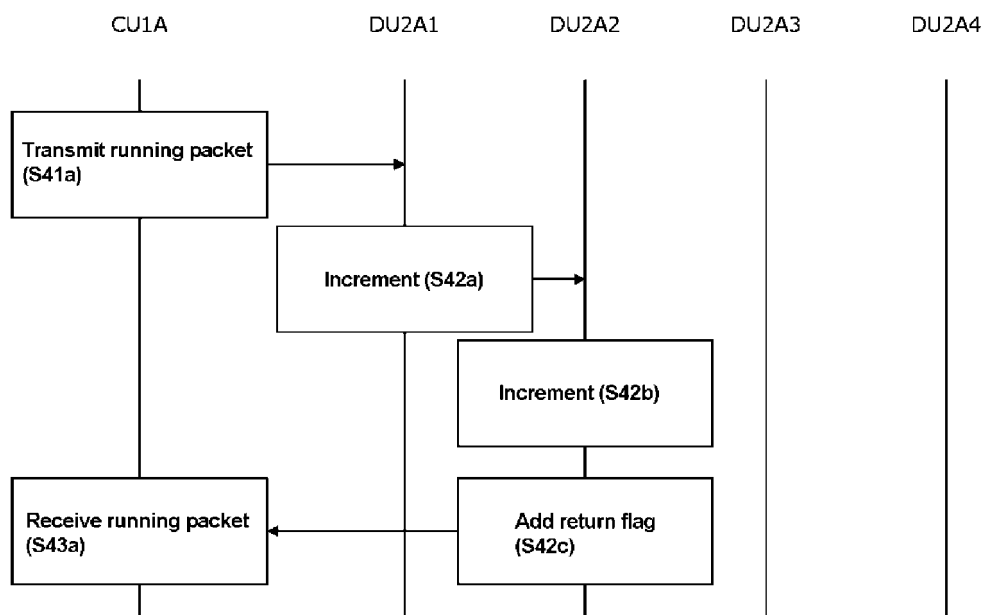 CU1A
DU2A1
DU2A2
DU2A3
DU2A4
Transmit running packet
(S41a)
Increment (S42a)
Increment (S42b)
Receive running packet
(S43a)
Add return flag
(S42c)